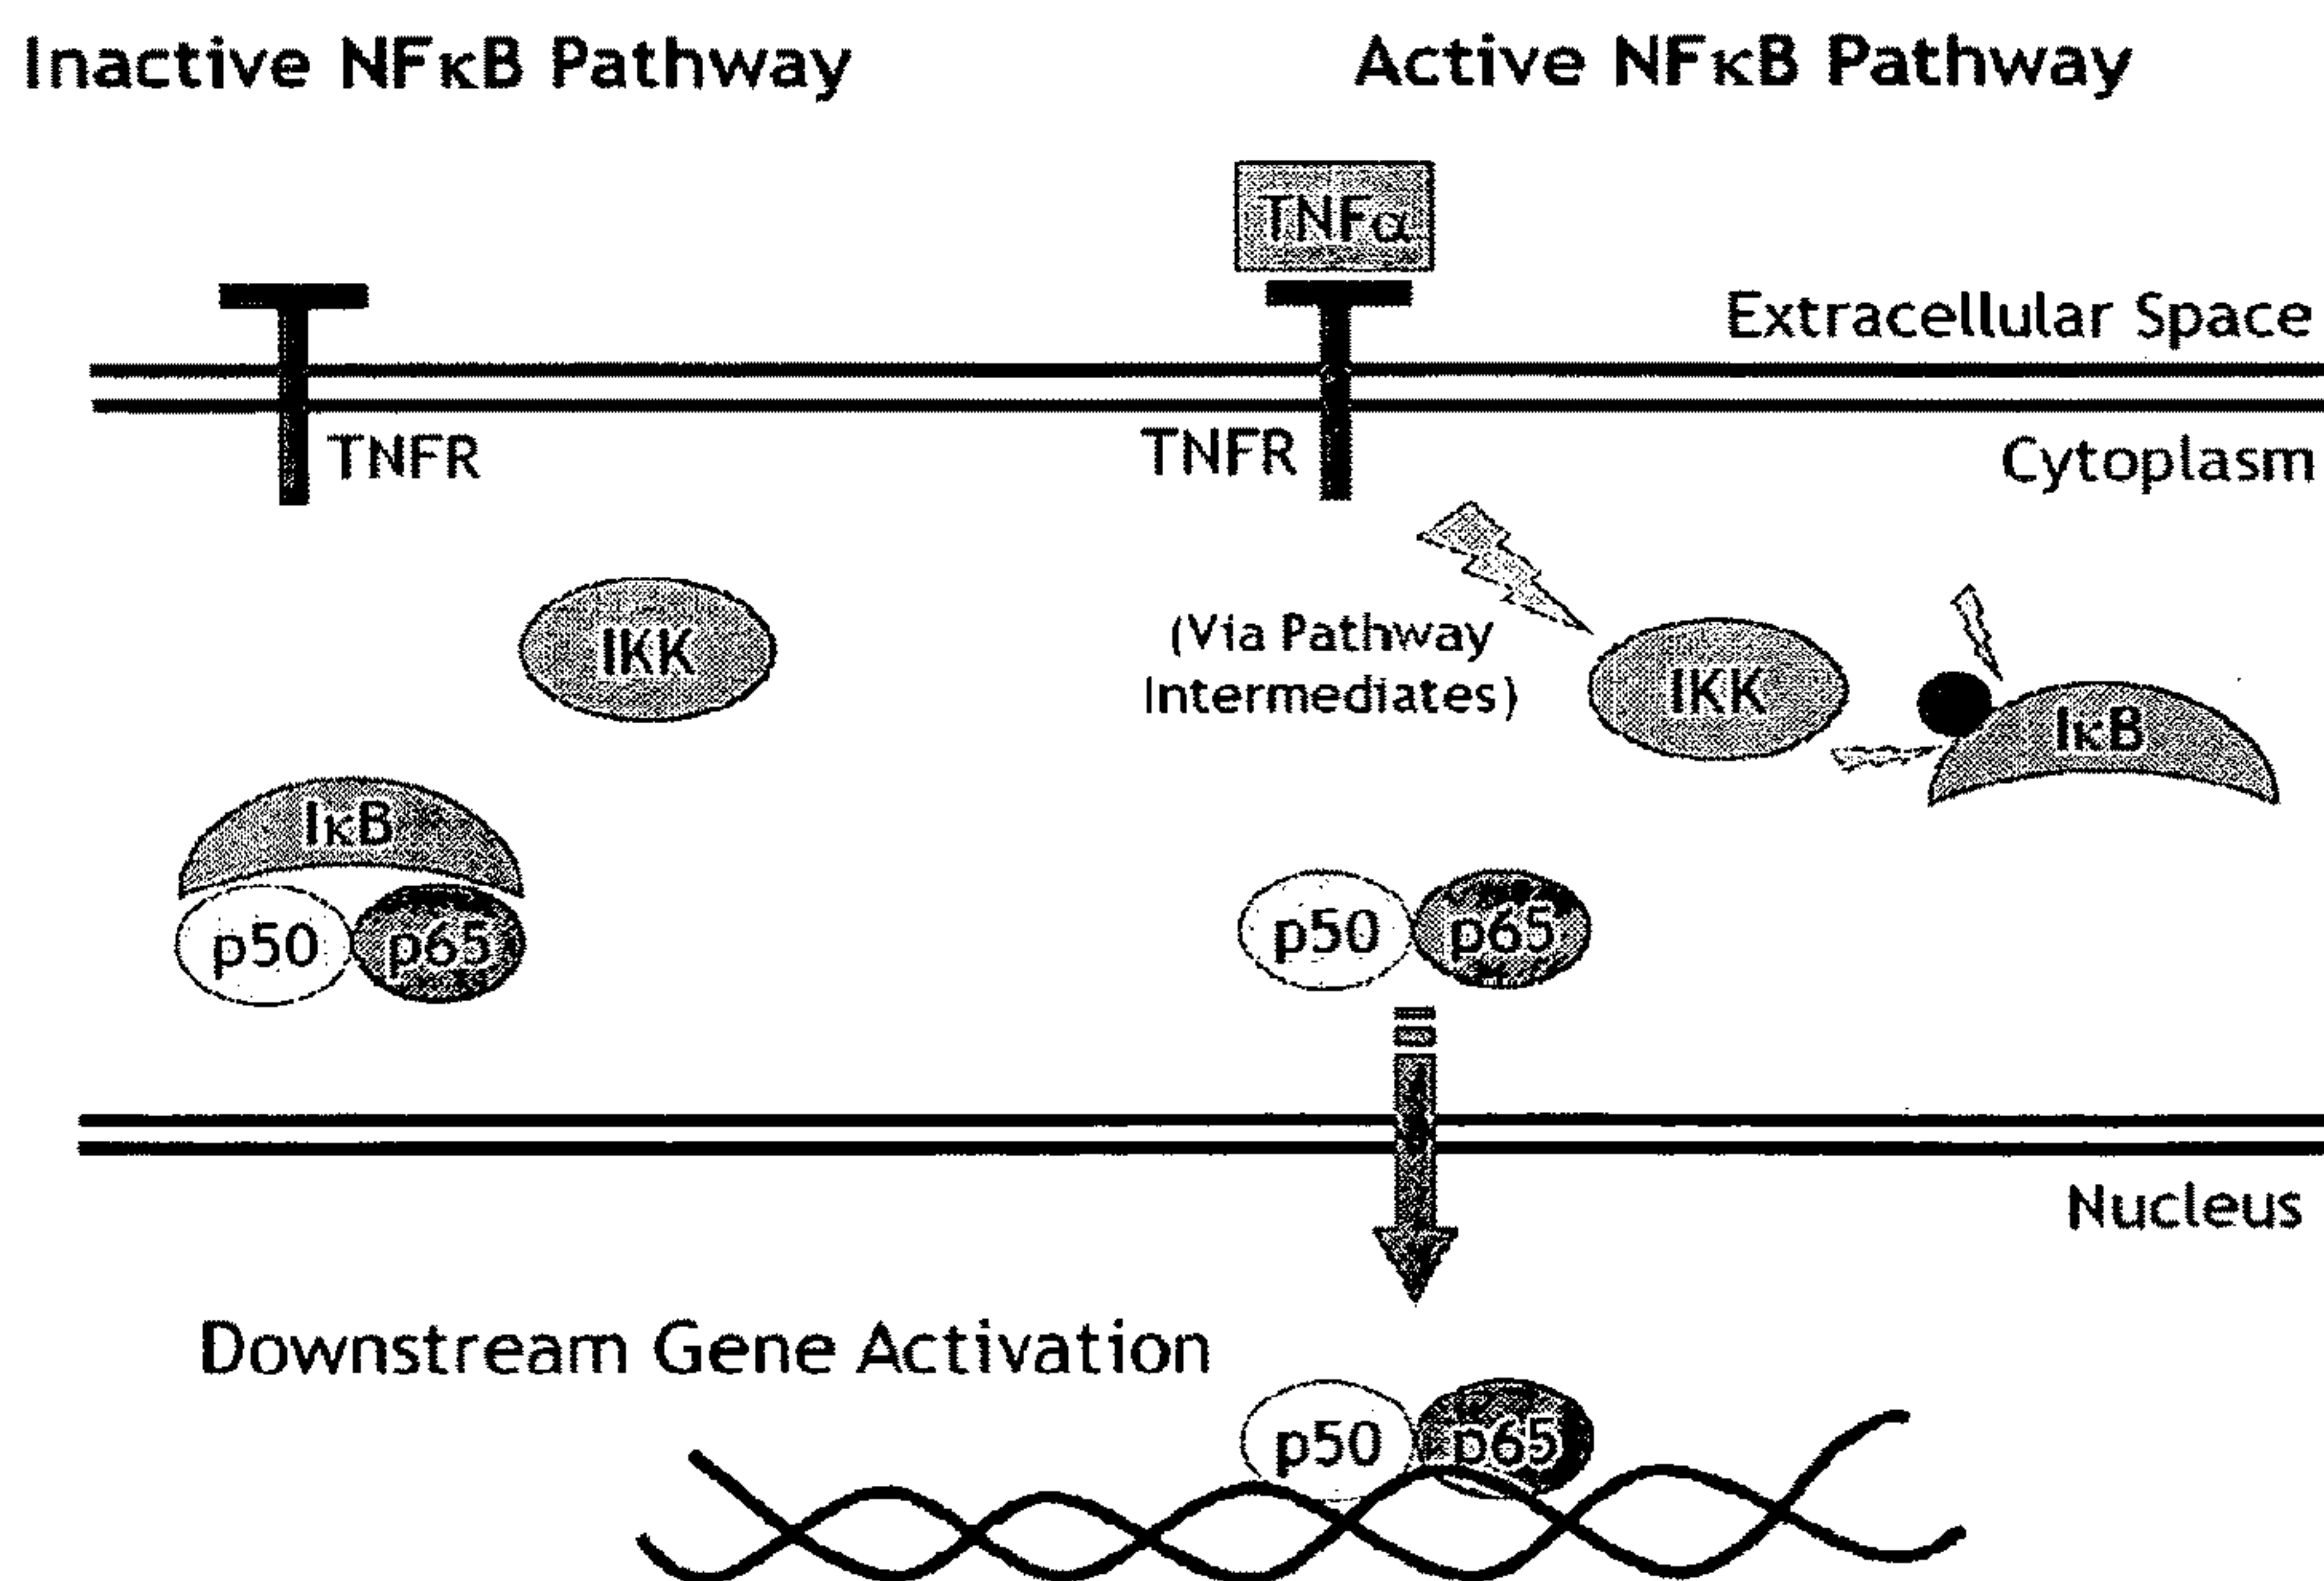 Inactive NFκB Pathway
Active NFκB Pathway
TNFα
Extracellular Space
TNFR
TNFR
Cytoplasm
IKK
(Via Pathway
Intermediates)
IKK
IκB
IκB
p50
p65
p50
p65
Nucleus
Downstream Gene Activation
p50
p65